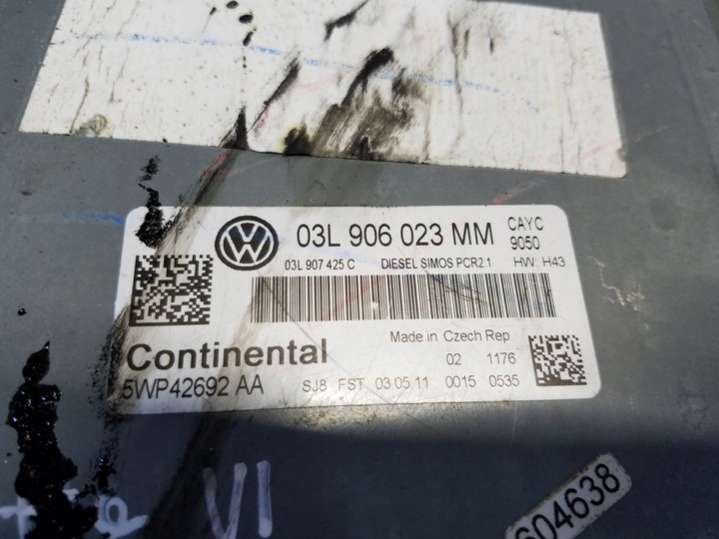 03L 906 023 MM CAYC
9050
03L 907 425 C DIESEL SIMOS PCR2.1 HW H43
Continental Made in Czech Rep
02 1176
5WP42692 AA SJ8 FST 03 05 11 0015 0535
VI
604638